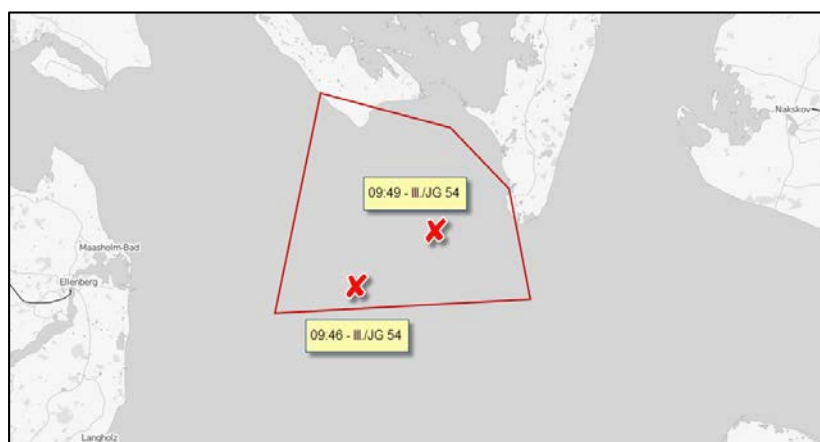 Nakskov
09:49 - III./JG 54
Maasholm-Bad
Ellenberg
09:46 - III./JG 54
Langholz